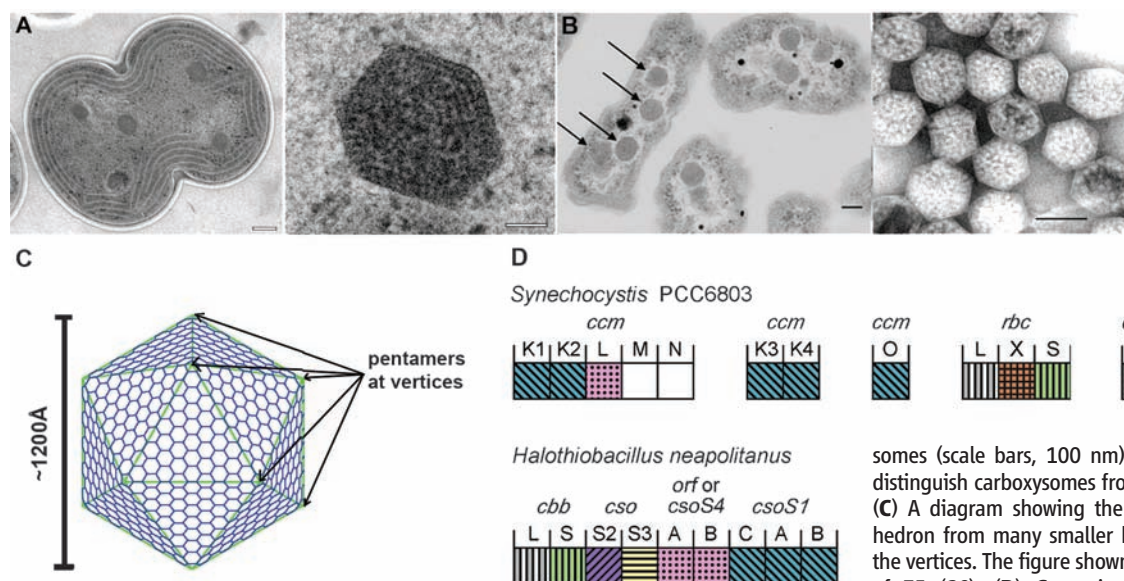 A
B
C
~1200Å
pentamers
at vertices
D
Synechocystis PCC6803
ccm ccm ccm rbc
K1 K2 L M N K3 K4 O L X S
Halothiobacillus neapolitanus
cbb cso orf or csoS4 csoS1
L S S2 S3 A B C A B
somes (scale bars, 100 nm)
distinguish carboxysomes fro
(C) A diagram showing the
hedron from many smaller
the vertices. The figure shown